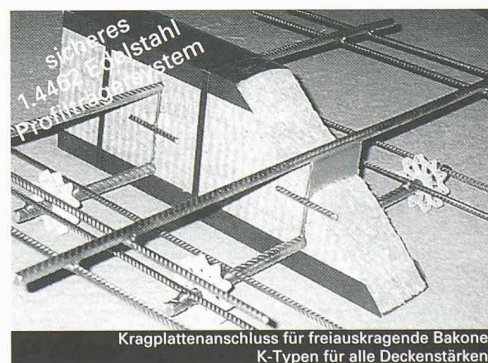 sicheres
1.4462 Edelstahl
Profilträgersystem
Kragplattenanschluss für freiauskragende Bakone
K-Typen für alle Deckenstärken